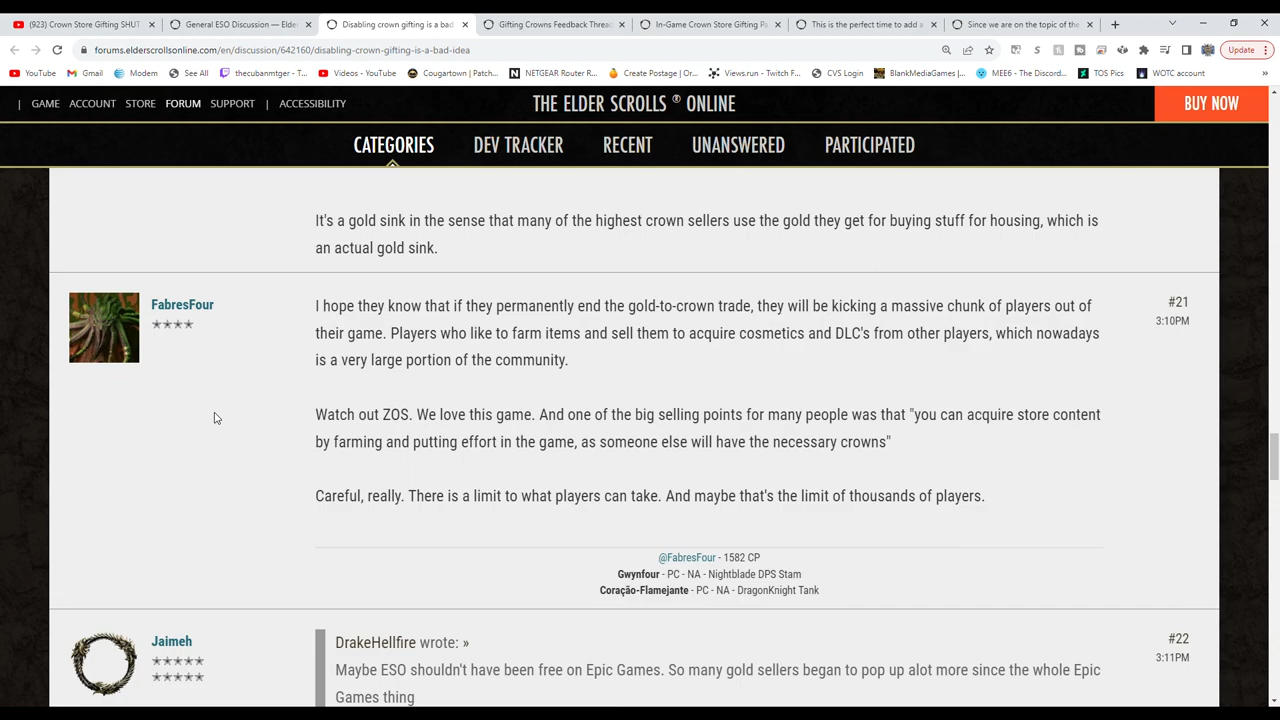 (923) Crown Store Gifting SHUT
General ESO Discussion — Elder
Disabling crown gifting is a bad
Gifting Crowns Feedback Thread
In-Game Crown Store Gifting Pa
This is the perfect time to add a
Since we are on the topic of the
forums.elderscrollsonline.com/en/discussion/642160/disabling-crown-gifting-is-a-bad-idea
Update
YouTube
Gmail
Modem
See All
thecubanmtger - T...
Videos - YouTube
Cougartown | Patch...
NETGEAR Router R...
Create Postage | Or...
Views.run - Twitch F...
CVS Login
BlankMediaGames |...
MEE6 - The Discord...
TOS Pics
WOTC account
»
| GAME ACCOUNT STORE FORUM SUPPORT | ACCESSIBILITY
THE ELDER SCROLLS ® ONLINE
BUY NOW
CATEGORIES DEV TRACKER RECENT UNANSWERED PARTICIPATED
It's a gold sink in the sense that many of the highest crown sellers use the gold they get for buying stuff for housing, which is
an actual gold sink.
FabresFour
#21
3:10PM
I hope they know that if they permanently end the gold-to-crown trade, they will be kicking a massive chunk of players out of
their game. Players who like to farm items and sell them to acquire cosmetics and DLC's from other players, which nowadays
is a very large portion of the community.
Watch out ZOS. We love this game. And one of the big selling points for many people was that "you can acquire store content
by farming and putting effort in the game, as someone else will have the necessary crowns"
Careful, really. There is a limit to what players can take. And maybe that's the limit of thousands of players.
@FabresFour - 1582 CP
Gwynfour - PC - NA - Nightblade DPS Stam
Coração-Flamejante - PC - NA - DragonKnight Tank
Jaimeh
#22
3:11PM
DrakeHellfire wrote: »
Maybe ESO shouldn't have been free on Epic Games. So many gold sellers began to pop up alot more since the whole Epic
Games thing